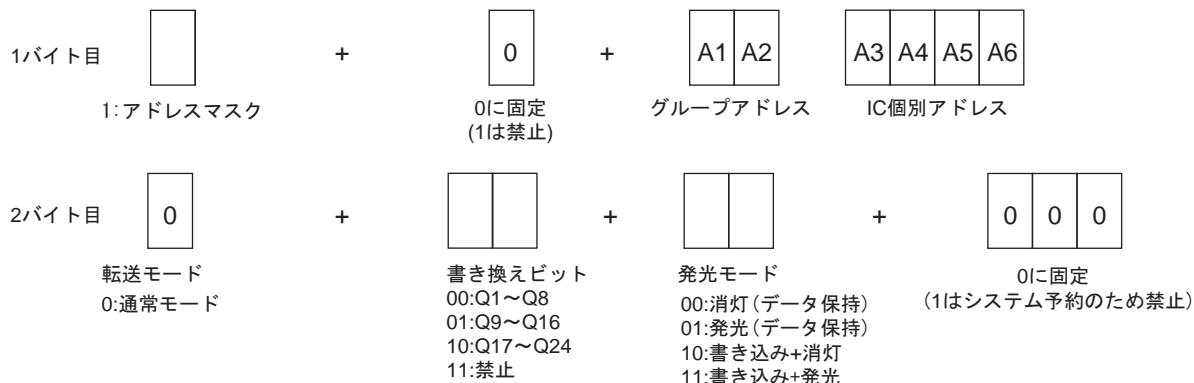 1バイト目 + 0 + A1 A2 A3 A4 A5 A6
1:アドレスマスク
0に固定
(1は禁止)
グループアドレス
IC個別アドレス
2バイト目 0 + + + 0 0 0
転送モード
0:通常モード
書き換えビット
00:Q1～Q8
01:Q9～Q16
10:Q17～Q24
11:禁止
発光モード
00:消灯(データ保持)
01:発光(データ保持)
10:書き込み+消灯
11:書き込み+発光
0に固定
(1はシステム予約のため禁止)